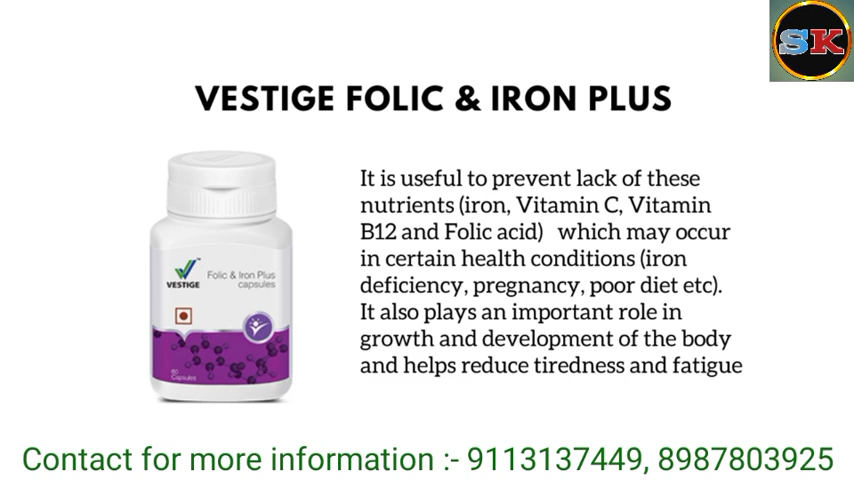 SK
VESTIGE FOLIC & IRON PLUS
It is useful to prevent lack of these
nutrients (iron, Vitamin C, Vitamin
B12 and Folic acid)   which may occur
in certain health conditions (iron
deficiency, pregnancy, poor diet etc).
It also plays an important role in
growth and development of the body
and helps reduce tiredness and fatigue
VESTIGE
Folic & Iron Plus
capsules
60
Capsules
Contact for more information :- 9113137449, 8987803925